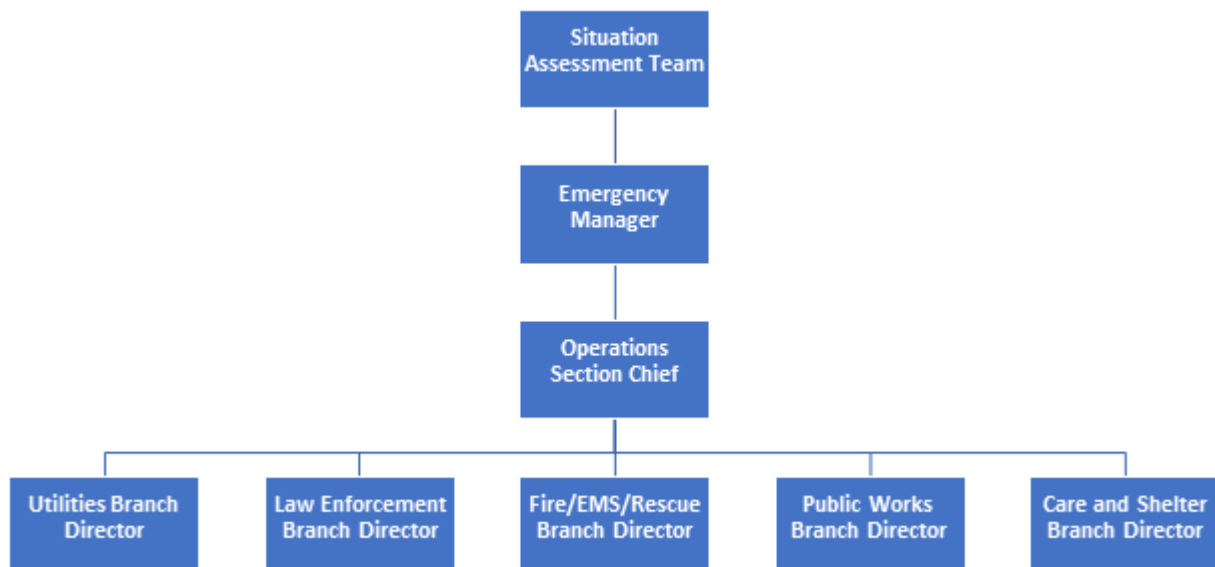 Situation
Assessment Team
Emergency
Manager
Operations
Section Chief
Utilities Branch
Director
Law Enforcement
Branch Director
Fire/EMS/Rescue
Branch Director
Public Works
Branch Director
Care and Shelter
Branch Director